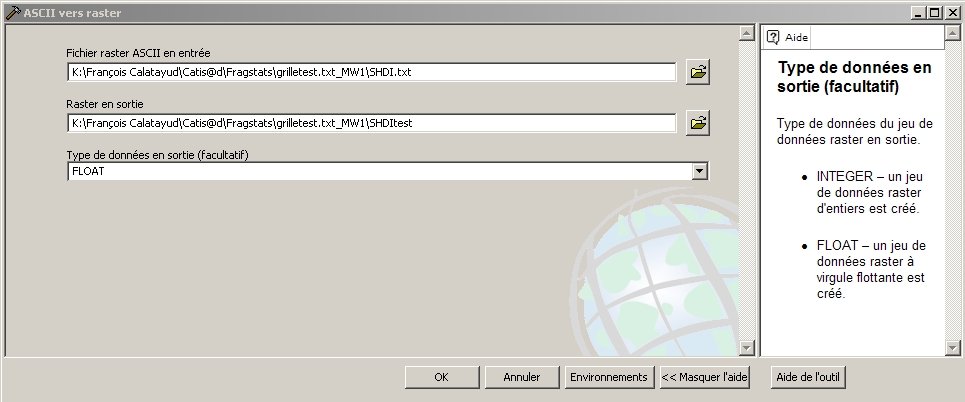 ASCII vers raster
Fichier raster ASCII en entrée
K:\François Calatayud\Catis@d\Fragstats\grilletest.txt_MW1\SHDI.txt
Raster en sortie
K:\François Calatayud\Catis@d\Fragstats\grilletest.txt_MW1\SHDItest
Type de données en sortie (facultatif)
FLOAT
OK
Annuler
Environnements
<< Masquer l'aide
Aide
Type de données en
sortie (facultatif)
Type de données du jeu de
données raster en sortie.
• INTEGER – un jeu
de données raster
d'entiers est créé.
• FLOAT – un jeu de
données raster à
virgule flottante est
créé.
Aide de l'outil